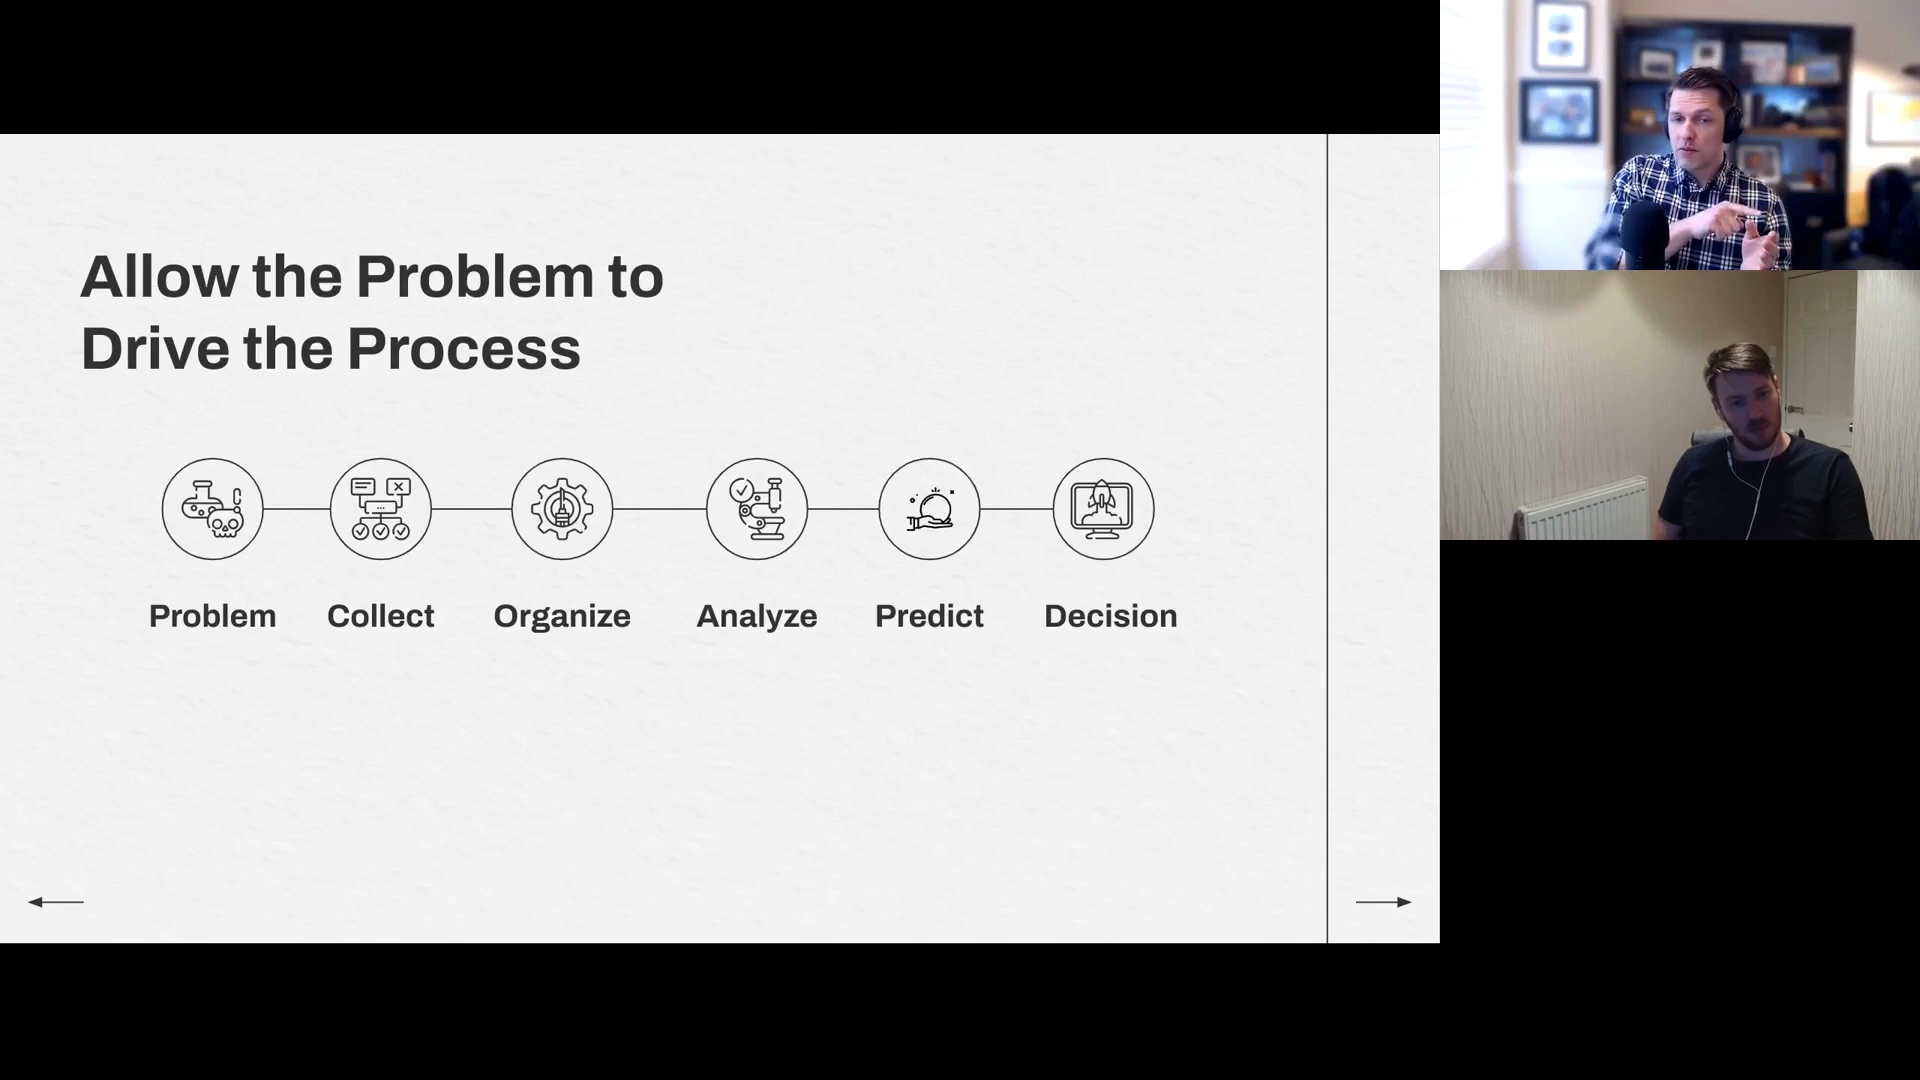 Allow the Problem to
Drive the Process
Problem Collect Organize Analyze Predict Decision